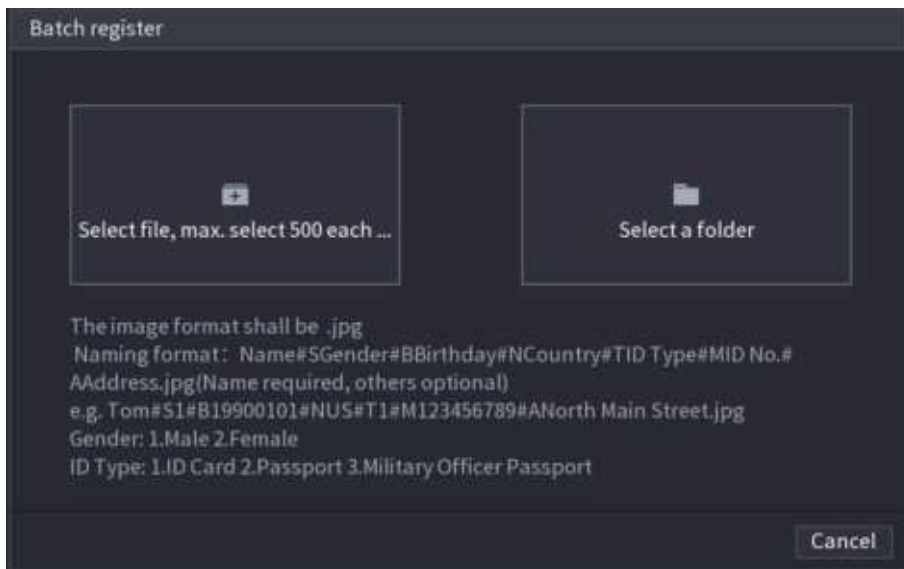 Batch register
Select file, max. select 500 each ...
Select a folder
The image format shall be .jpg
Naming format: Name#SGender#BBirthday#NCountry#TID Type#MID No.#
AAddress.jpg(Name required, others optional)
e.g. Tom#S1#B19900101#NUS#T1#M123456789#ANorth Main Street.jpg
Gender: 1.Male 2.Female
ID Type: 1.ID Card 2.Passport 3.Military Officer Passport
Cancel